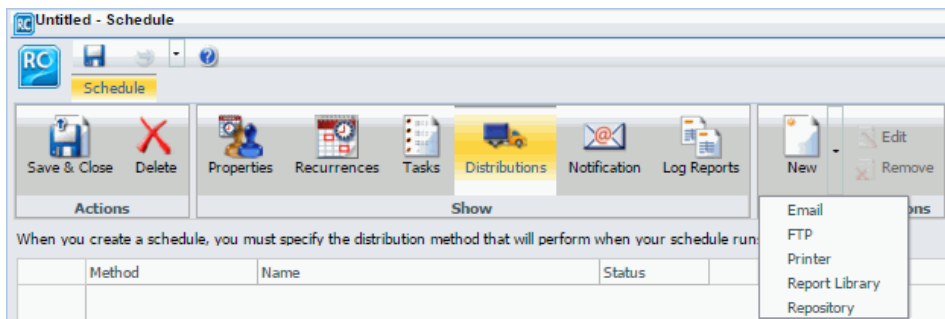 RC Untitled - Schedule
RC
Schedule
Save & Close Delete Properties Recurrences Tasks Distributions Notification Log Reports New Edit
Remove
Actions Show ons
When you create a schedule, you must specify the distribution method that will perform when your schedule run
Method Name Status
Email
FTP
Printer
Report Library
Repository